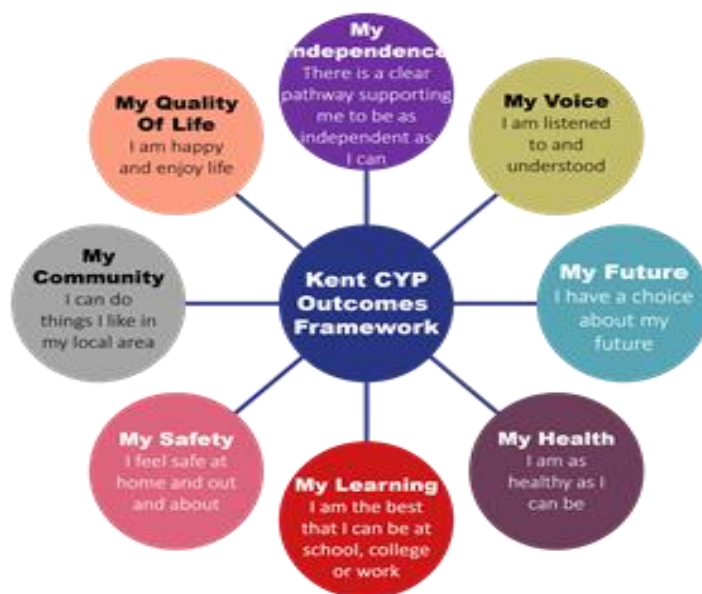 My
Independence
There is a clear
pathway supporting
me to be as
independent as
I can
My Voice
I am listened
to and
understood
My Future
I have a choice
about my
future
My Health
I am as
healthy as I
can be
My Learning
I am the best
that I can be at
school, college
or work
My Safety
I feel safe at
home and out
and about
My
Community
I can do
things I like in
my local area
My Quality
Of Life
I am happy
and enjoy life
Kent CYP
Outcomes
Framework